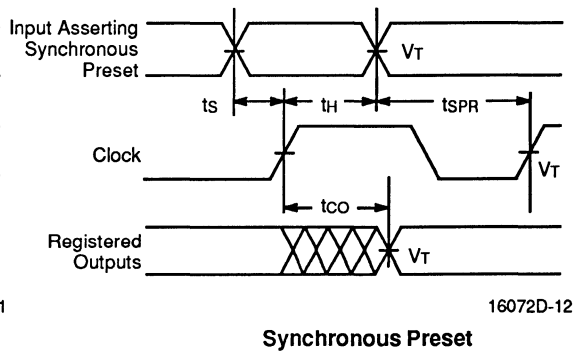 Input Asserting
Synchronous
Preset
VT
tS
tH
tSPR
Clock
VT
tCO
Registered
Outputs
VT
1
16072D-12
Synchronous Preset